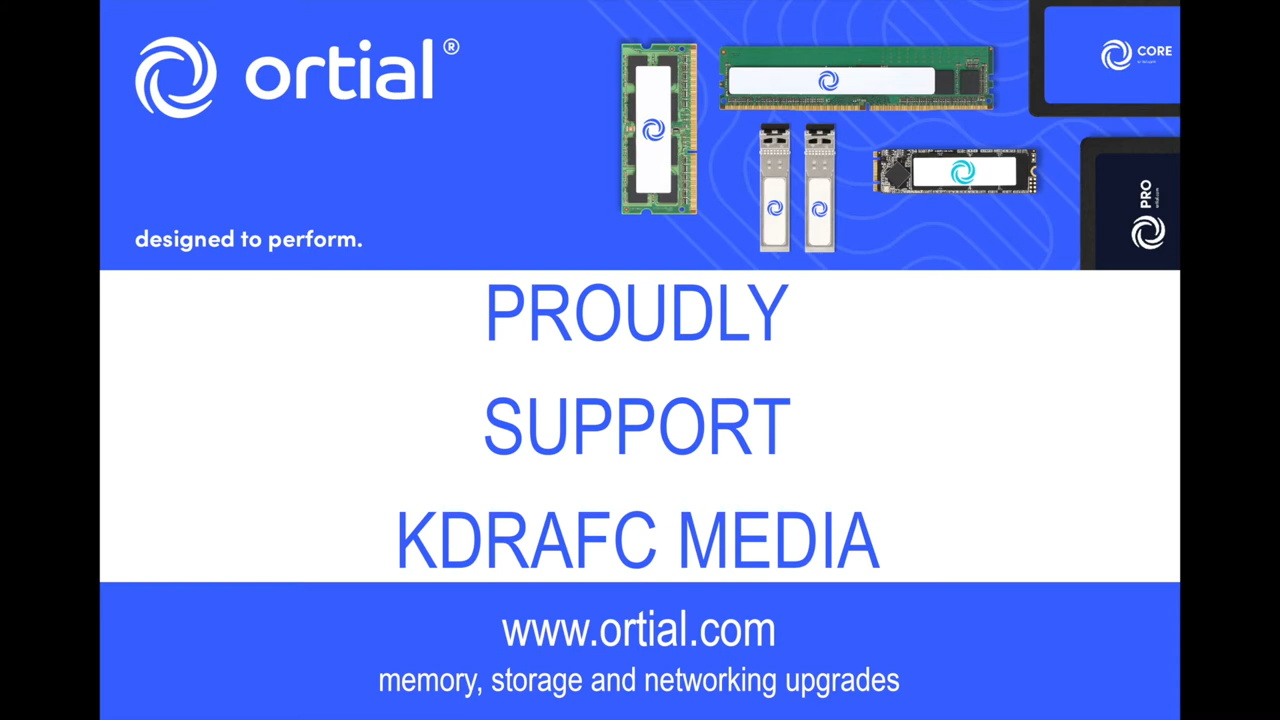 ortial®
CORE
PRO
designed to perform.
PROUDLY
SUPPORT
KDRAFC MEDIA
www.ortial.com
memory, storage and networking upgrades